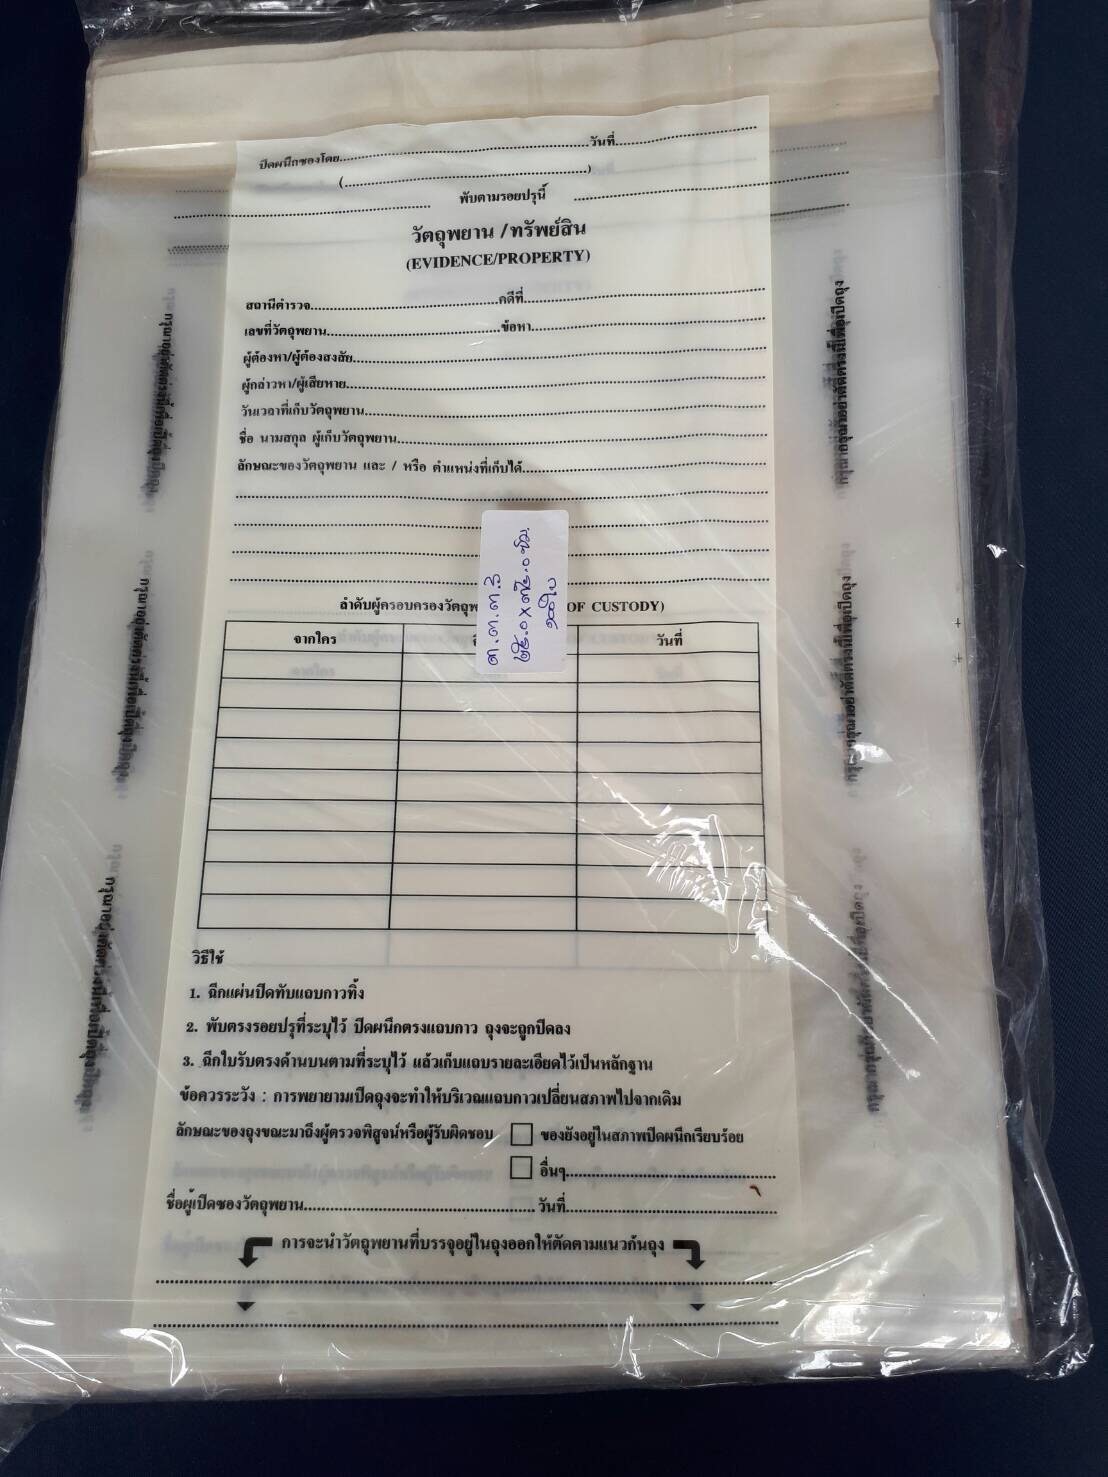 ปิดผนึกซองโดย........................................วันที่........................
(........................................)
พับตามรอยปรุนี้
วัตถุพยาน / ทรัพย์สิน
(EVIDENCE/PROPERTY)
สถานีตำรวจ........................................คดีที่........................................
เลขที่วัตถุพยาน........................................ข้อหา........................................
ผู้ต้องหา/ผู้ต้องสงสัย........................................
ผู้กล่าวหา/ผู้เสียหาย........................................
วันเวลาที่เก็บวัตถุพยาน........................................
ชื่อ นามสกุล ผู้เก็บวัตถุพยาน........................................
ลักษณะของวัตถุพยาน และ / หรือ ตำแหน่งที่เก็บได้........................................
ลำดับผู้ครอบครองวัตถุพ OF CUSTODY)
จากใคร วันที่
วิธีใช้
1. ฉีกแผ่นปิดทับแถบกาวทิ้ง
2. พับตรงรอยปรุที่ระบุไว้ ปิดผนึกตรงแถบกาว ถุงจะถูกปิดลง
3. ฉีกใบรับตรงด้านบนตามที่ระบุไว้ แล้วเก็บแถบรายละเอียดไว้เป็นหลักฐาน
ข้อควรระวัง : การพยายามเปิดถุงจะทำให้บริเวณแถบกาวเปลี่ยนสภาพไปจากเดิม
ลักษณะของถุงขณะมาถึงผู้ตรวจพิสูจน์หรือผู้รับผิดชอบ ของยังอยู่ในสภาพปิดผนึกเรียบร้อย
อื่นๆ........................................
ชื่อผู้เปิดซองวัตถุพยาน........................................วันที่........................................
การจะนำวัตถุพยานที่บรรจุอยู่ในถุงออกให้ตัดตามแนวก้นถุง